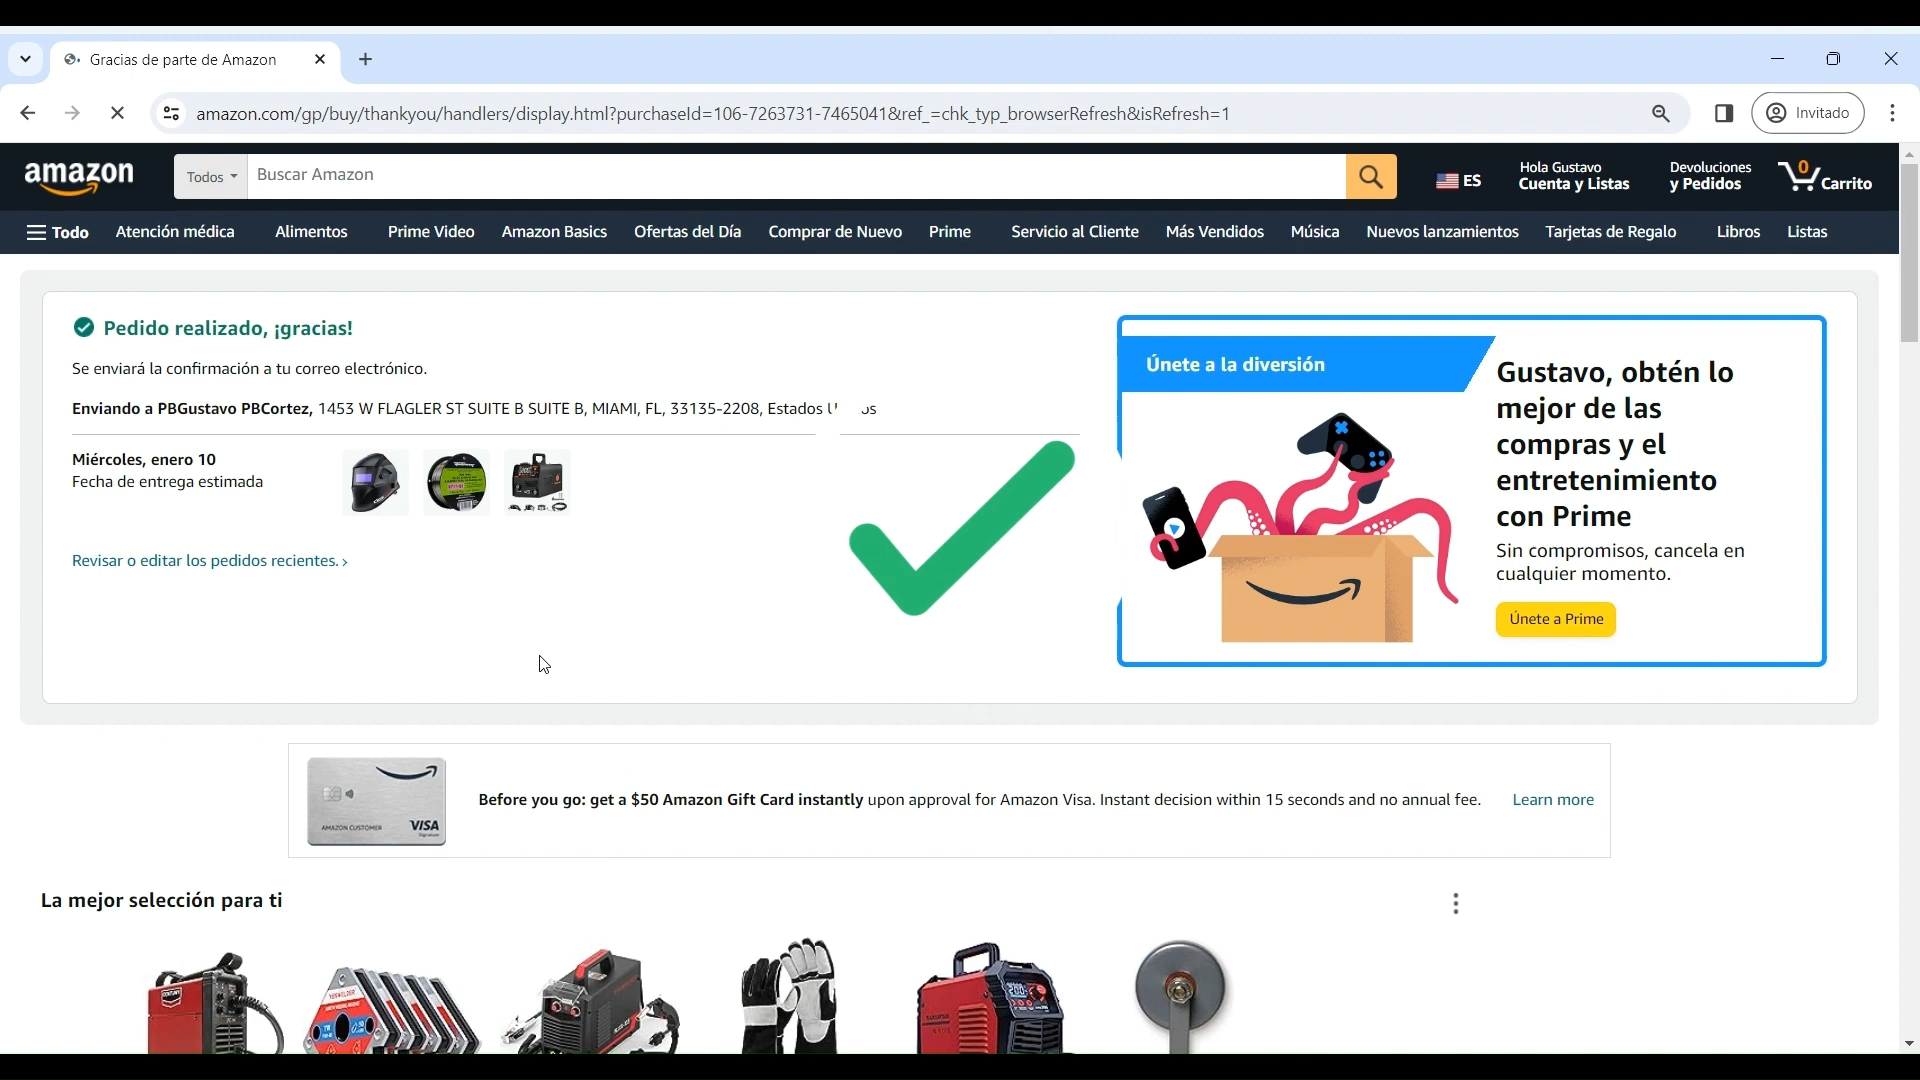 Gracias de parte de Amazon
amazon.com/gp/buy/thankyou/handlers/display.html?purchaseId=106-7263731-7465041&ref_=chk_typ_browserRefresh&isRefresh=1
Invitado
amazon
Todos
Buscar Amazon
ES
Hola Gustavo
Cuenta y Listas
Devoluciones
y Pedidos
0
Carrito
Todo Atención médica Alimentos Prime Video Amazon Basics Ofertas del Día Comprar de Nuevo Prime Servicio al Cliente Más Vendidos Música Nuevos lanzamientos Tarjetas de Regalo Libros Listas
Pedido realizado, ¡gracias!
Se enviará la confirmación a tu correo electrónico.
Enviando a PBGustavo PBCortez, 1453 W FLAGLER ST SUITE B SUITE B, MIAMI, FL, 33135-2208, Estados
Miércoles, enero 10
Fecha de entrega estimada
Revisar o editar los pedidos recientes. ›
Únete a la diversión
Gustavo, obtén lo
mejor de las
compras y el
entretenimiento
con Prime
Sin compromisos, cancela en
cualquier momento.
Únete a Prime
AMAZON CUSTOMER
VISA
Signature
Before you go: get a $50 Amazon Gift Card instantly upon approval for Amazon Visa. Instant decision within 15 seconds and no annual fee. Learn more
La mejor selección para ti